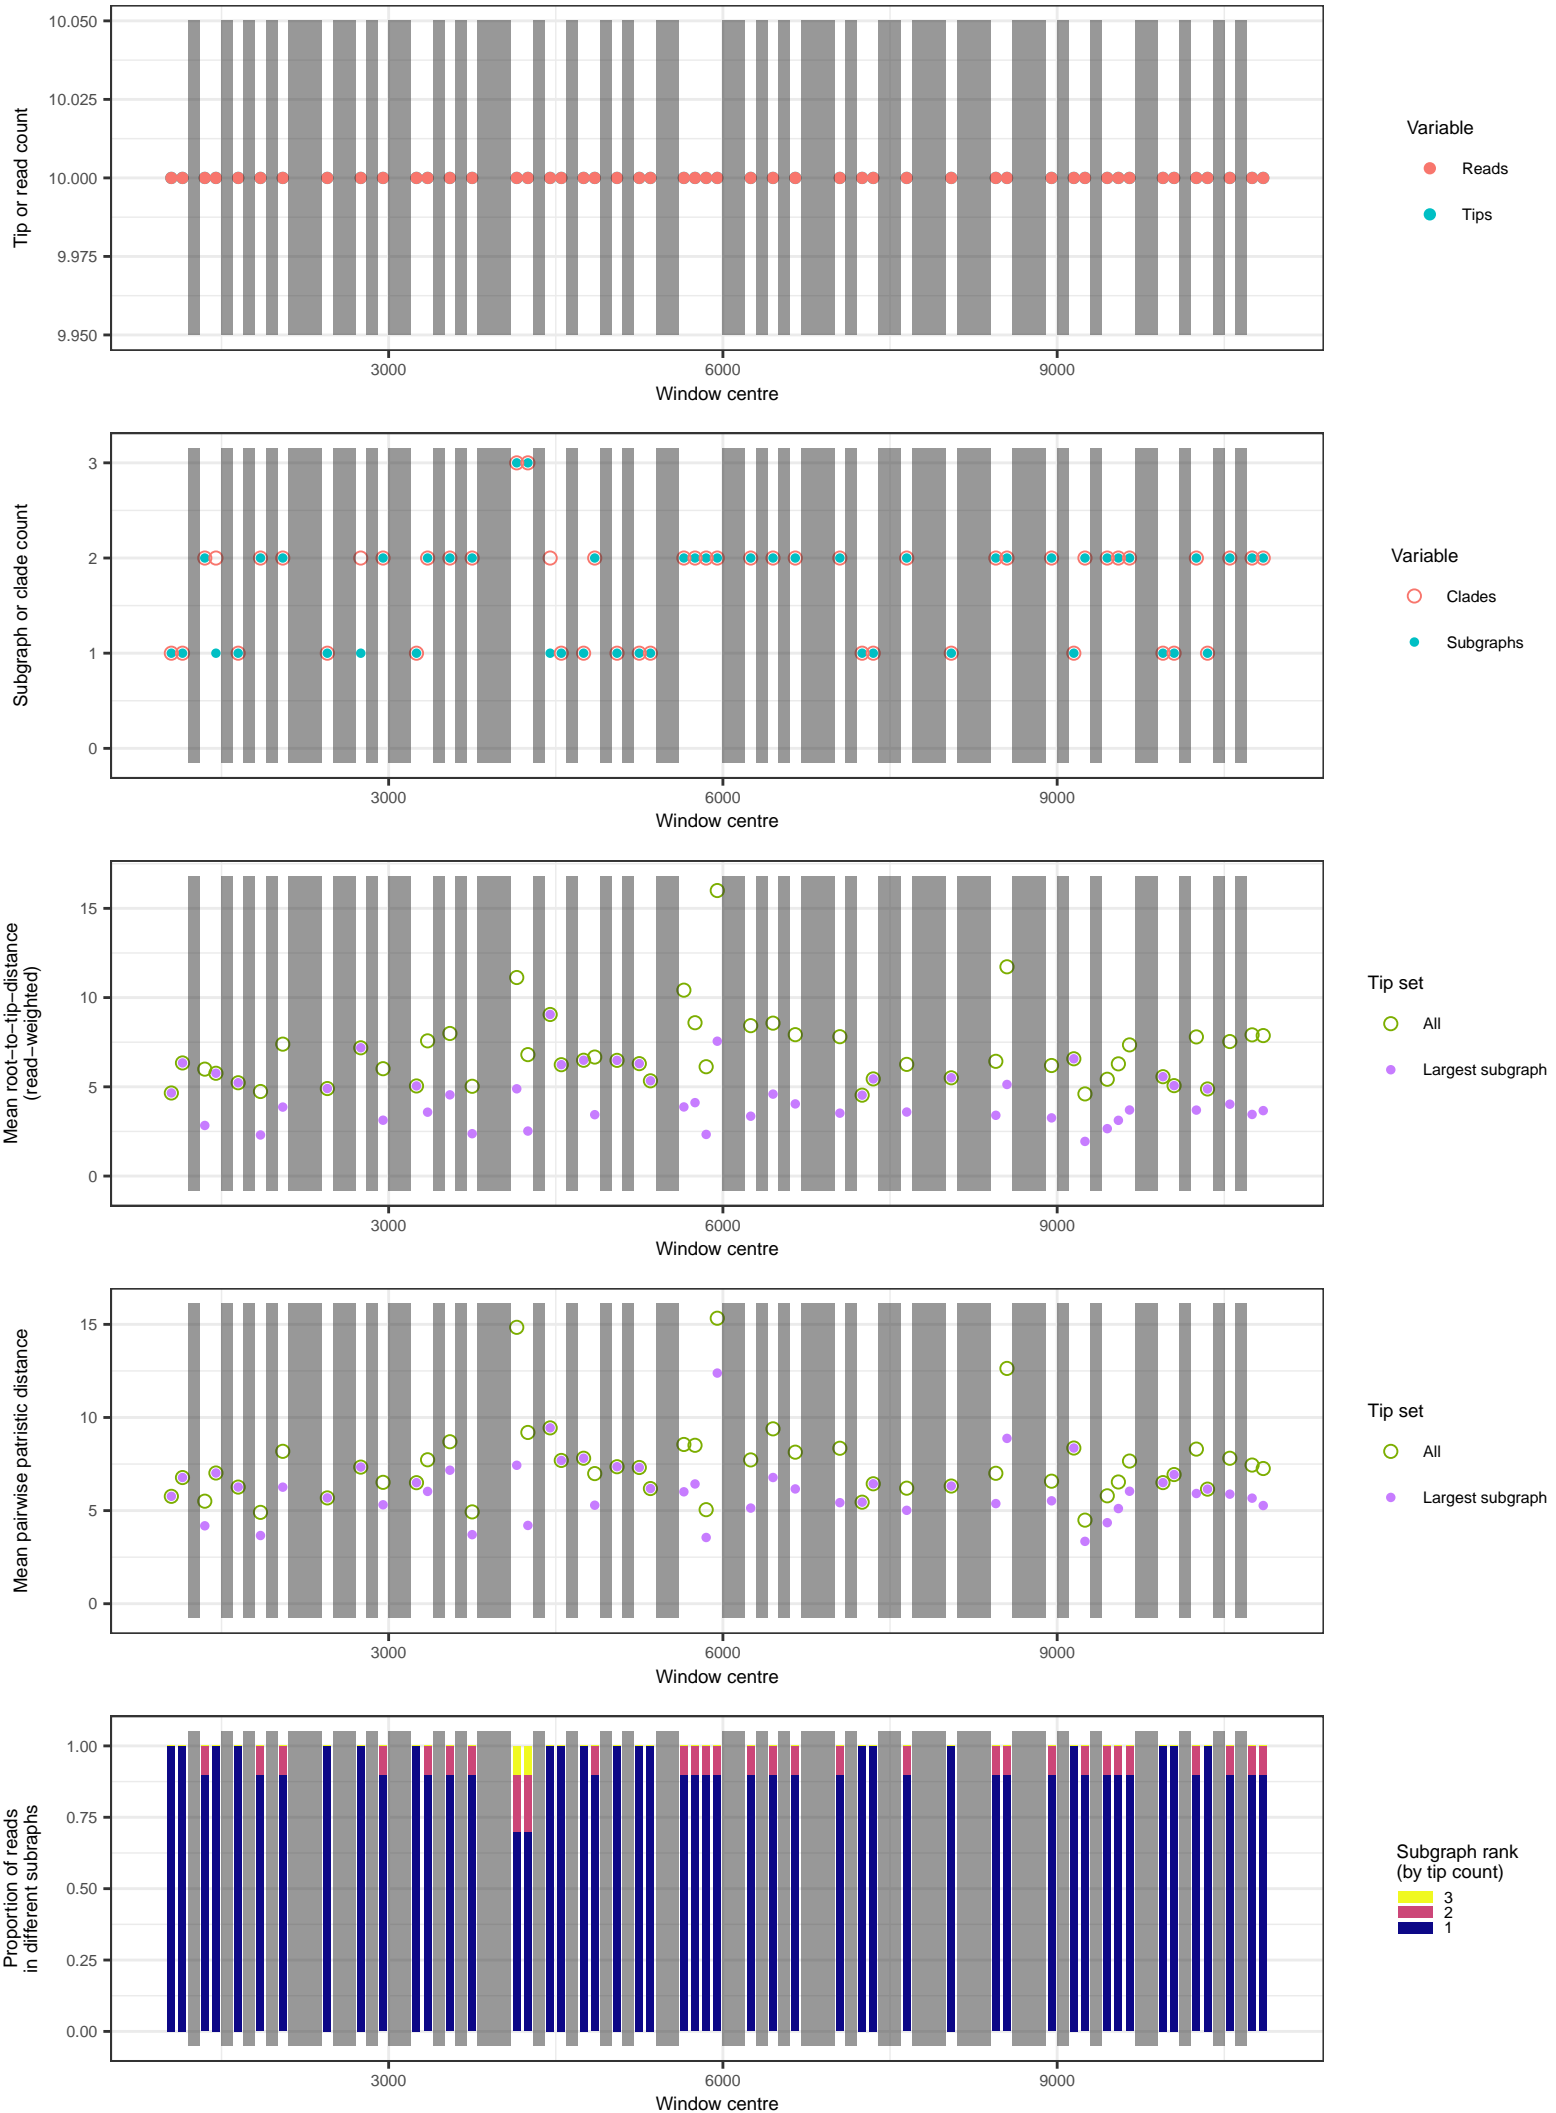 10.050
10.025
10.000
9.975
9.950
Tip or read count
3000
6000
9000
Window centre
Variable
Reads
Tips
3
2
1
0
Subgraph or clade count
3000
6000
9000
Window centre
Variable
Clades
Subgraphs
15
10
5
0
Mean root−to−tip−distance
(read−weighted)
3000
6000
9000
Window centre
Tip set
All
Largest subgraph
15
10
5
0
Mean pairwise patristic distance
3000
6000
9000
Window centre
Tip set
All
Largest subgraph
1.00
0.75
0.50
0.25
0.00
Proportion of reads
in different subraphs
3000
6000
9000
Window centre
Subgraph rank
(by tip count)
3
2
1